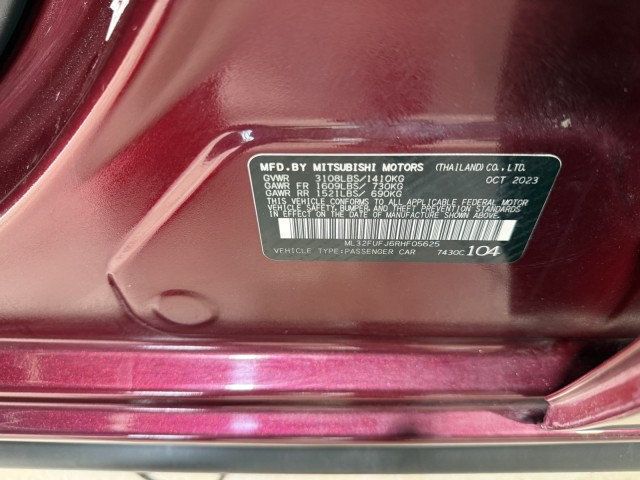 MFD.BY MITSUBISHI MOTORS (THAILAND) CO., LTD.
GVWR 3108LBS/1410KG OCT 2023
GAWR FR 1609LBS/ 730KG
GAWR RR 1521LBS/ 690KG
THIS VEHICLE CONFORMS TO ALL APPLICABLE FEDERAL MOTOR
VEHICLE SAFETY, BUMPER, AND THEFT PREVENTION STANDARDS
IN EFFECT ON THE DATE OF MANUFACTURE SHOWN ABOVE.
ML32FUFJ6RHF05625
VEHICLE TYPE:PASSENGER CAR 7430C 104